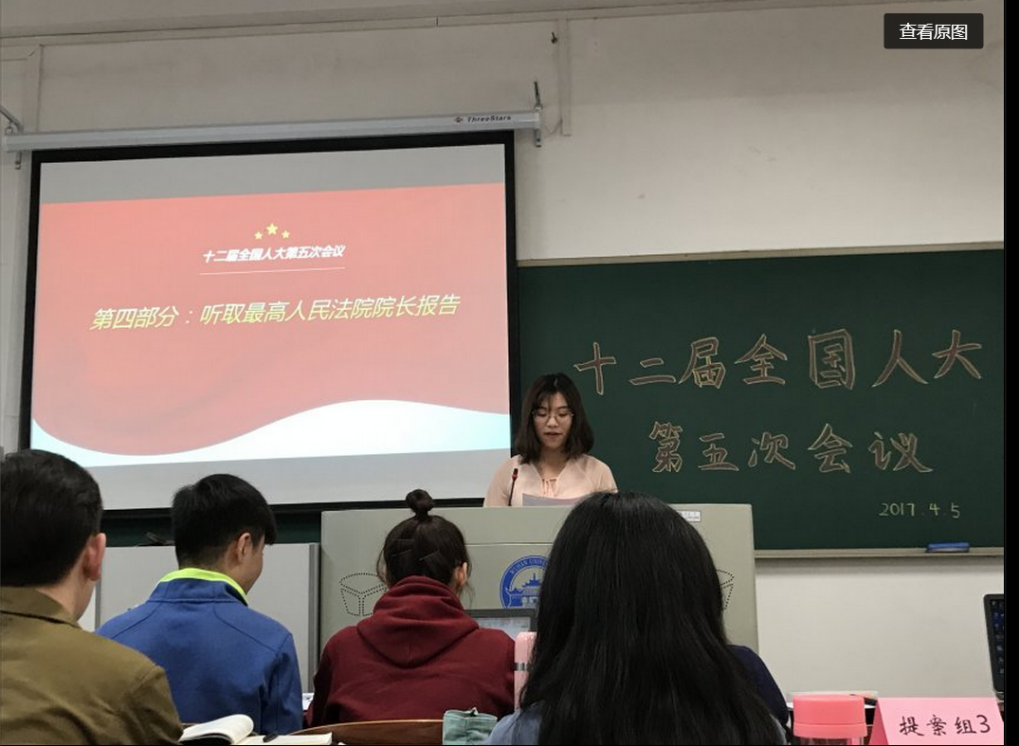 查看原图
ThreeStars
十二届全国人大第五次会议
第四部分：听取最高人民法院院长报告
十二届全国人大
第五次会议
2017.4.5
提案组3